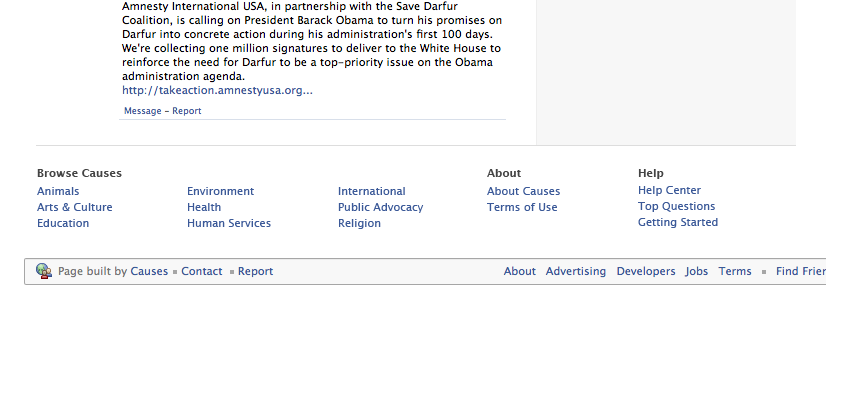 Amnesty International USA, in partnership with the Save Darfur
Coalition, is calling on President Barack Obama to turn his promises on
Darfur into concrete action during his administration's first 100 days.
We're collecting one million signatures to deliver to the White House to
reinforce the need for Darfur to be a top-priority issue on the Obama
administration agenda.
http://takeaction.amnestyusa.org...
Message - Report
Browse Causes
Animals
Arts & Culture
Education
Environment
Health
Human Services
International
Public Advocacy
Religion
About
About Causes
Terms of Use
Help
Help Center
Top Questions
Getting Started
Page built by Causes ▪ Contact ▪ Report
About Advertising Developers Jobs Terms ▪ Find Frier